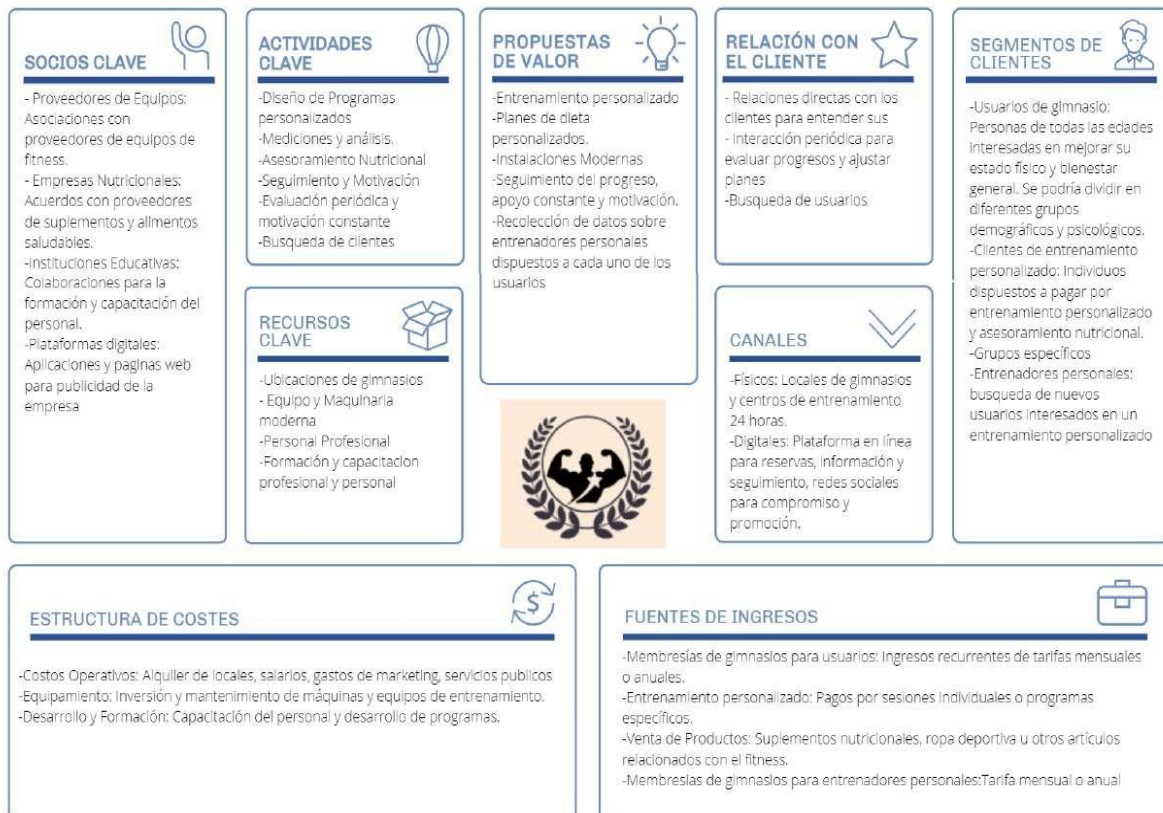 SOCIOS CLAVE
- Proveedores de Equipos:
Asociaciones con
proveedores de equipos de
fitness.
- Empresas Nutricionales:
Acuerdos con proveedores
de suplementos y alimentos
saludables.
-Instituciones Educativas:
Colaboraciones para la
formación y capacitación del
personal.
-Plataformas digitales:
Aplicaciones y paginas web
para publicidad de la
empresa
ACTIVIDADES
CLAVE
-Diseño de Programas
personalizados
-Mediciones y análisis.
-Asesoramiento Nutricional
-Seguimiento y Motivación
-Evaluación periódica y
motivación constante
-Busqueda de clientes
RECURSOS
CLAVE
-Ubicaciones de gimnasios
- Equipo y Maquinaria
moderna
-Personal Profesional
-Formación y capacitacion
profesional y personal
PROPUESTAS
DE VALOR
-Entrenamiento personalizado
-Planes de dieta
personalizados.
-Instalaciones Modernas
-Seguimiento del progreso,
apoyo constante y motivación.
-Recolección de datos sobre
entrenadores personales
dispuestos a cada uno de los
usuarios
RELACIÓN CON
EL CLIENTE
- Relaciones directas con los
clientes para entender sus
- Interacción periódica para
evaluar progresos y ajustar
planes
-Busqueda de usuarios
CANALES
-Físicos: Locales de gimnasios
y centros de entrenamiento
24 horas.
-Digitales: Plataforma en línea
para reservas, información y
seguimiento, redes sociales
para compromiso y
promoción.
SEGMENTOS DE
CLIENTES
-Usuarios de gimnasio:
Personas de todas las edades
interesadas en mejorar su
estado físico y bienestar
general. Se podría dividir en
diferentes grupos
demográficos y psicológicos.
-Clientes de entrenamiento
personalizado: Individuos
dispuestos a pagar por
entrenamiento personalizado
y asesoramiento nutricional.
-Grupos específicos
-Entrenadores personales:
busqueda de nuevos
usuarios interesados en un
entrenamiento personalizado
ESTRUCTURA DE COSTES
-Costos Operativos: Alquiler de locales, salarios, gastos de marketing, servicios publicos
-Equipamiento: Inversión y mantenimiento de máquinas y equipos de entrenamiento.
-Desarrollo y Formación: Capacitación del personal y desarrollo de programas.
FUENTES DE INGRESOS
-Membresías de gimnasios para usuarios: Ingresos recurrentes de tarifas mensuales
o anuales.
-Entrenamiento personalizado: Pagos por sesiones individuales o programas
específicos.
-Venta de Productos: Suplementos nutricionales, ropa deportiva u otros artículos
relacionados con el fitness.
-Membresias de gimnasios para entrenadores personales:Tarifa mensual o anual